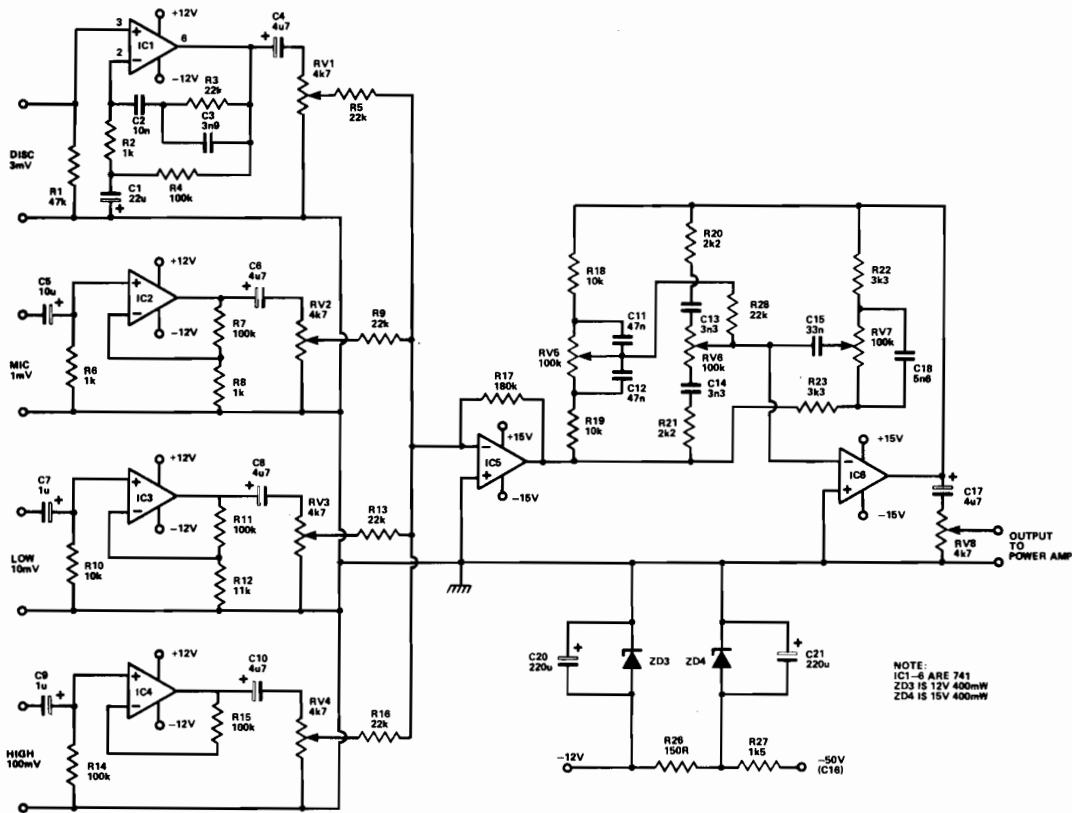 +12V
3
+
IC1
6
2
−
−12V
C4
4u7
+
RV1
4k7
R5
22k
R3
22k
C2
10n
C3
3n9
R2
1k
R4
100k
C1
22u
+
DISC
3mV
R1
47k
C5
10u
+
+12V
+
IC2
−
−12V
C6
4u7
+
R7
100k
RV2
4k7
R9
22k
MIC
1mV
R6
1k
R8
1k
C7
1u
+
+12V
+
IC3
−
−12V
C8
4u7
+
R11
100k
RV3
4k7
R13
22k
LOW
10mV
R10
10k
R12
11k
C9
1u
+
+12V
+
IC4
−
−12V
C10
4u7
+
R15
100k
RV4
4k7
R16
22k
HIGH
100mV
R14
100k
R17
180k
+15V
−
IC5
+
−15V
R18
10k
C11
47n
RV5
100k
C12
47n
R19
10k
R20
2k2
C13
3n3
RV6
100k
C14
3n3
R21
2k2
R28
22k
C15
33n
R22
3k3
RV7
100k
C18
5n6
R23
3k3
+15V
−
IC6
+
−15V
+
C17
4u7
RV8
4k7
OUTPUT
TO
POWER AMP
C20
220u
+
ZD3
ZD4
+
C21
220u
−12V
R26
150R
R27
1k5
−50V
(C16)
NOTE:
IC1–6 ARE 741
ZD3 IS 12V 400mW
ZD4 IS 15V 400mW